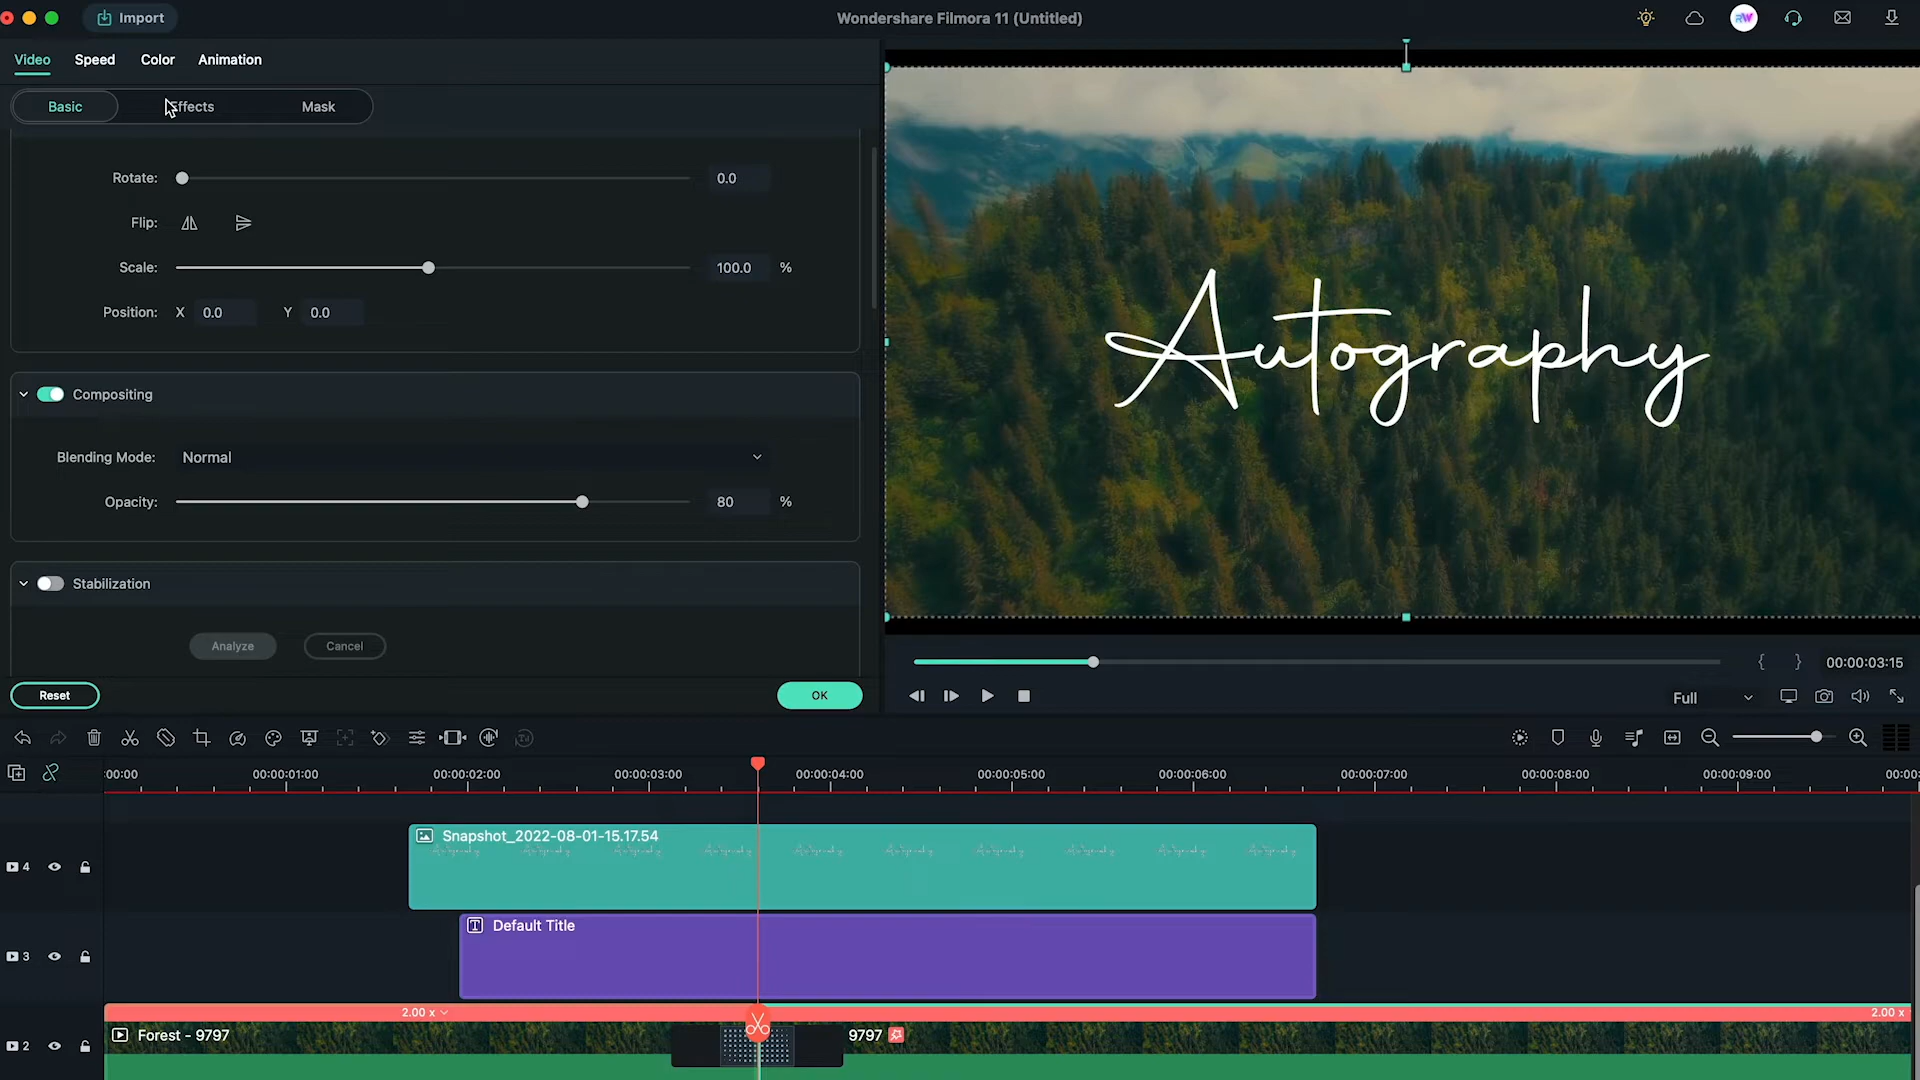 Import
Wondershare Filmora 11 (Untitled)
RW
Video Speed Color Animation
Basic Effects Mask
Rotate: 0.0
Flip:
Scale: 100.0 %
Position: X 0.0 Y 0.0
Compositing
Blending Mode: Normal
Opacity: 80 %
Stabilization
Analyze Cancel
Reset OK
Autography
{ } 00:00:03:15
Full
:00:00 00:00:01:00 00:00:02:00 00:00:03:00 00:00:04:00 00:00:05:00 00:00:06:00 00:00:07:00 00:00:08:00 00:00:09:00 00:00:
4 Snapshot_2022-08-01-15.17.54
3 Default Title
2.00 x 2.00 x
2 Forest - 9797 9797